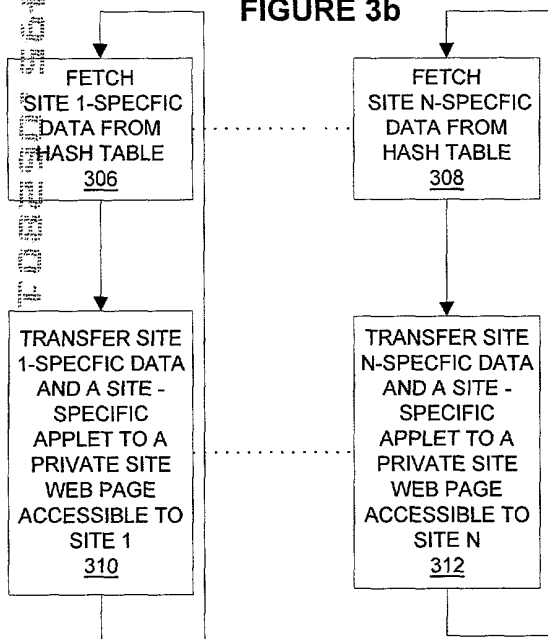 FIGURE 3b
FETCH
SITE 1-SPECFIC
DATA FROM
HASH TABLE
306
FETCH
SITE N-SPECFIC
DATA FROM
HASH TABLE
308
TRANSFER SITE
1-SPECFIC DATA
AND A SITE -
SPECIFIC
APPLET TO A
PRIVATE SITE
WEB PAGE
ACCESSIBLE TO
SITE 1
310
TRANSFER SITE
N-SPECFIC DATA
AND A SITE -
SPECIFIC
APPLET TO A
PRIVATE SITE
WEB PAGE
ACCESSIBLE TO
SITE N
312